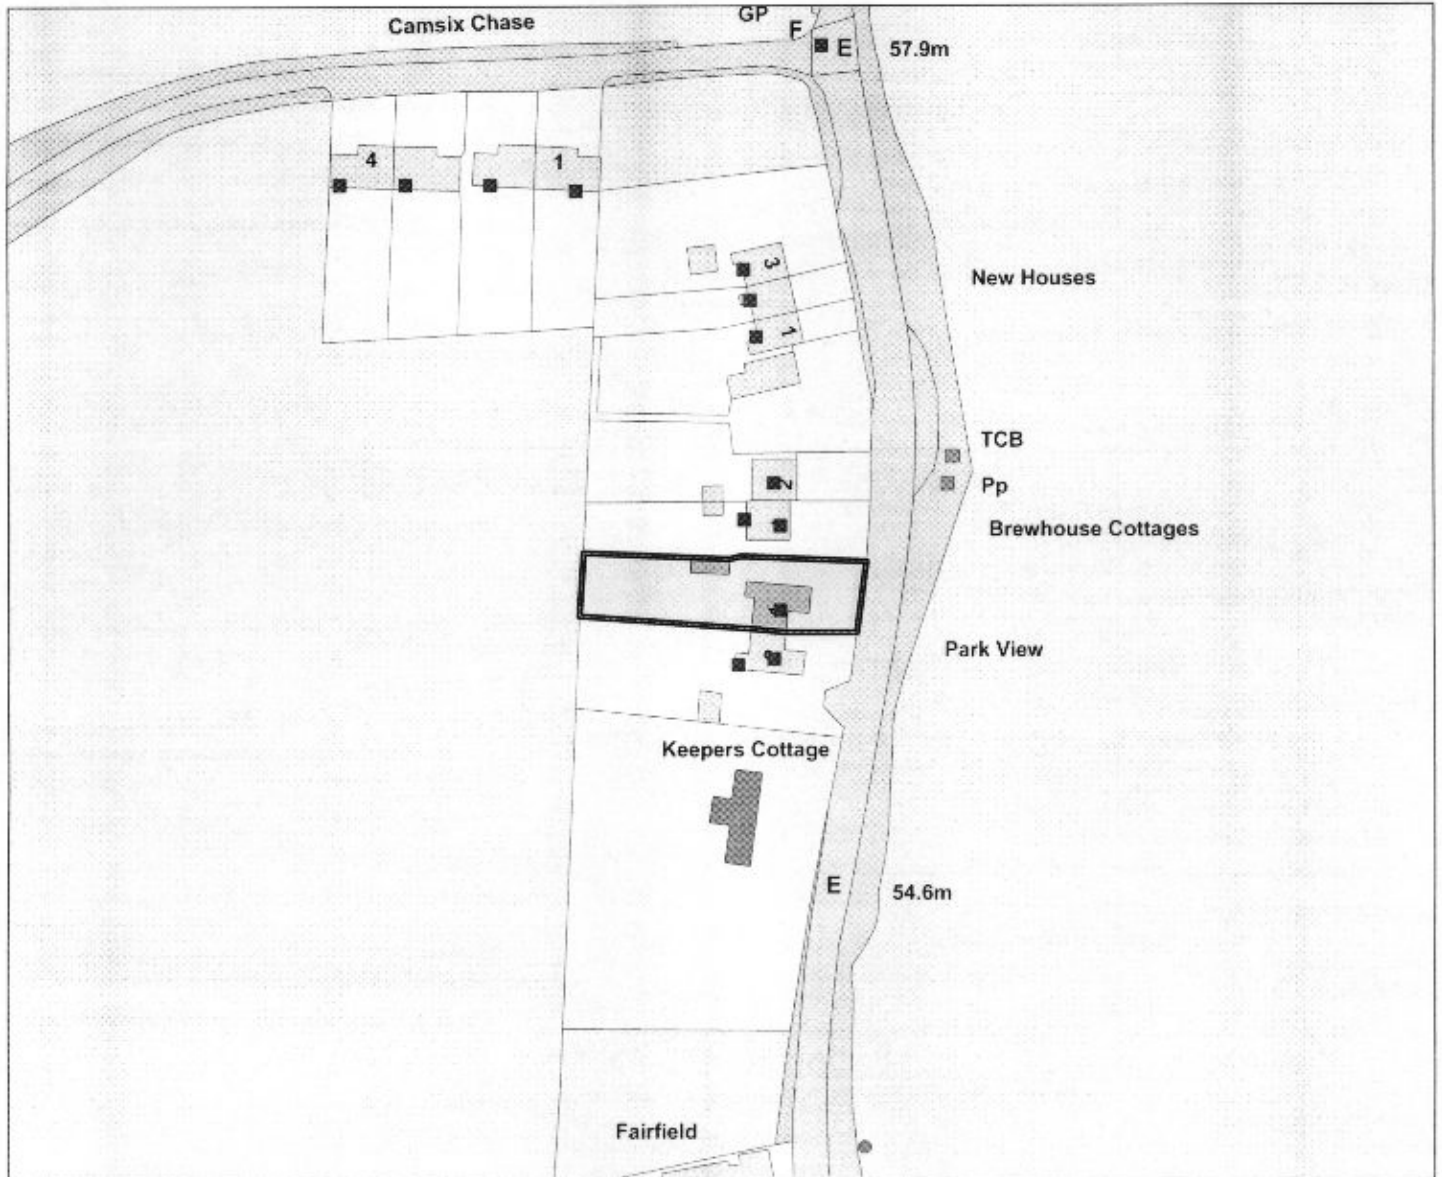 GP
Camsix Chase
F
E
57.9m
4
1
3
New Houses
1
TCB
2
Pp
Brewhouse Cottages
Park View
Keepers Cottage
E
54.6m
Fairfield